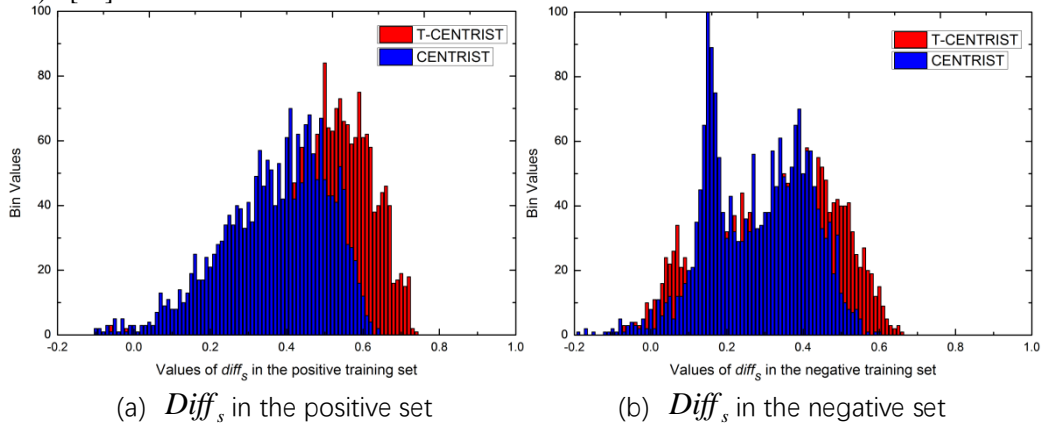 100
80
60
40
20
0
Bin Values
T-CENTRIST
CENTRIST
-0.2
0.0
0.2
0.4
0.6
0.8
1.0
Values of diffs in the positive training set
(a) Diffs in the positive set
100
80
60
40
20
0
Bin Values
T-CENTRIST
CENTRIST
-0.2
0.0
0.2
0.4
0.6
0.8
1.0
Values of diffs in the negative training set
(b) Diffs in the negative set